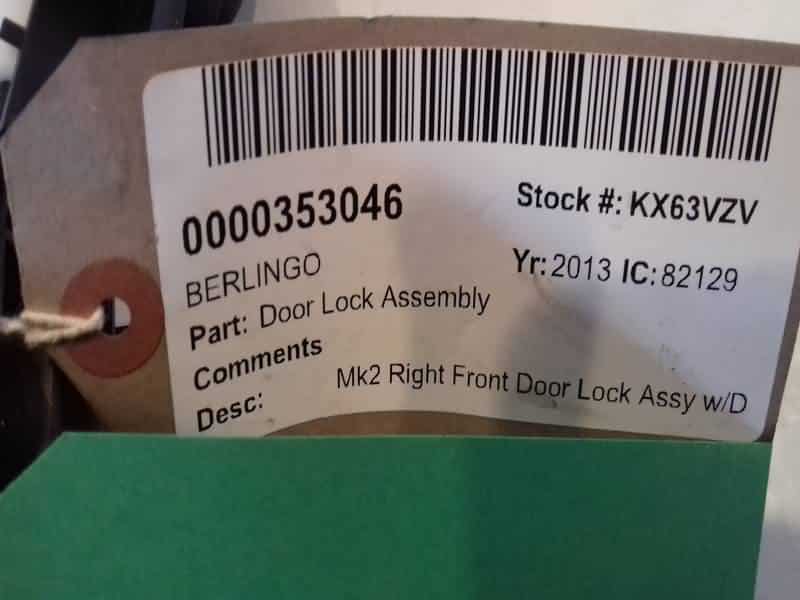 0000353046 Stock #: KX63VZV
BERLINGO Yr: 2013 IC: 82129
Part: Door Lock Assembly
Comments
Desc: Mk2 Right Front Door Lock Assy w/D